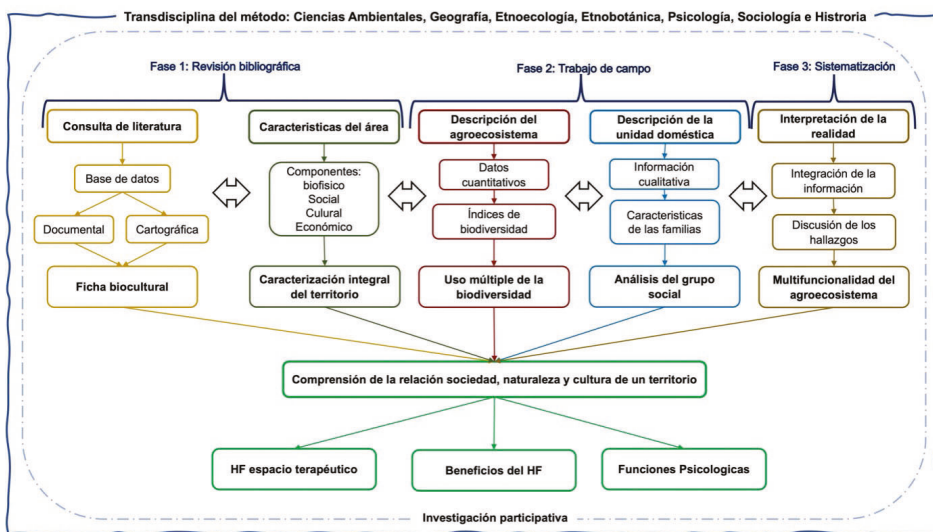 Transdisciplina del método: Ciencias Ambientales, Geografía, Etnoecología, Etnobotánica, Psicología, Sociología e Histroria
Fase 1: Revisión bibliográfica
Fase 2: Trabajo de campo
Fase 3: Sistematización
Consulta de literatura
Base de datos
Documental
Cartográfica
Ficha biocultural
Caracteristicas del área
Componentes:
biofisico
Social
Culural
Económico
Caracterización integral
del territorio
Descripción del
agroecosistema
Datos
cuantitativos
Índices de
biodiversidad
Uso múltiple de la
biodiversidad
Descripción de la
unidad doméstica
Información
cualitativa
Caracteristicas
de las familias
Análisis del grupo
social
Interpretación de la
realidad
Integración de la
información
Discusión de los
hallazgos
Multifuncionalidad del
agroecosistema
Comprensión de la relación sociedad, naturaleza y cultura de un territorio
HF espacio terapéutico
Beneficios del HF
Funciones Psicologicas
Investigación participativa